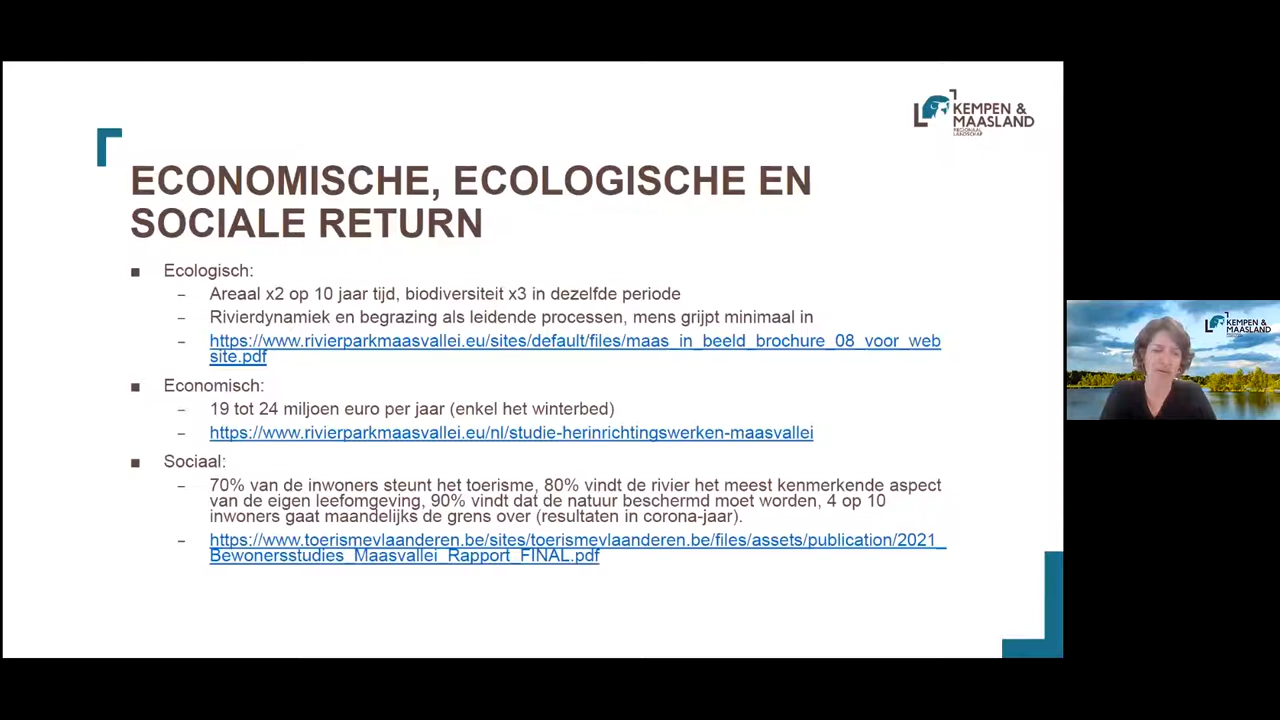 KEMPEN &
MAASLAND
REGIONAAL
LANDSCHAP
ECONOMISCHE, ECOLOGISCHE EN
SOCIALE RETURN
■ Ecologisch:
– Areaal x2 op 10 jaar tijd, biodiversiteit x3 in dezelfde periode
– Rivierdynamiek en begrazing als leidende processen, mens grijpt minimaal in
– https://www.rivierparkmaasvallei.eu/sites/default/files/maas_in_beeld_brochure_08_voor_web
site.pdf
■ Economisch:
– 19 tot 24 miljoen euro per jaar (enkel het winterbed)
– https://www.rivierparkmaasvallei.eu/nl/studie-herinrichtingswerken-maasvallei
■ Sociaal:
– 70% van de inwoners steunt het toerisme, 80% vindt de rivier het meest kenmerkende aspect
van de eigen leefomgeving, 90% vindt dat de natuur beschermd moet worden, 4 op 10
inwoners gaat maandelijks de grens over (resultaten in corona-jaar).
– https://www.toerismevlaanderen.be/sites/toerismevlaanderen.be/files/assets/publication/2021_
Bewonersstudies_Maasvallei_Rapport_FINAL.pdf
KEMPEN &
MAASLAND